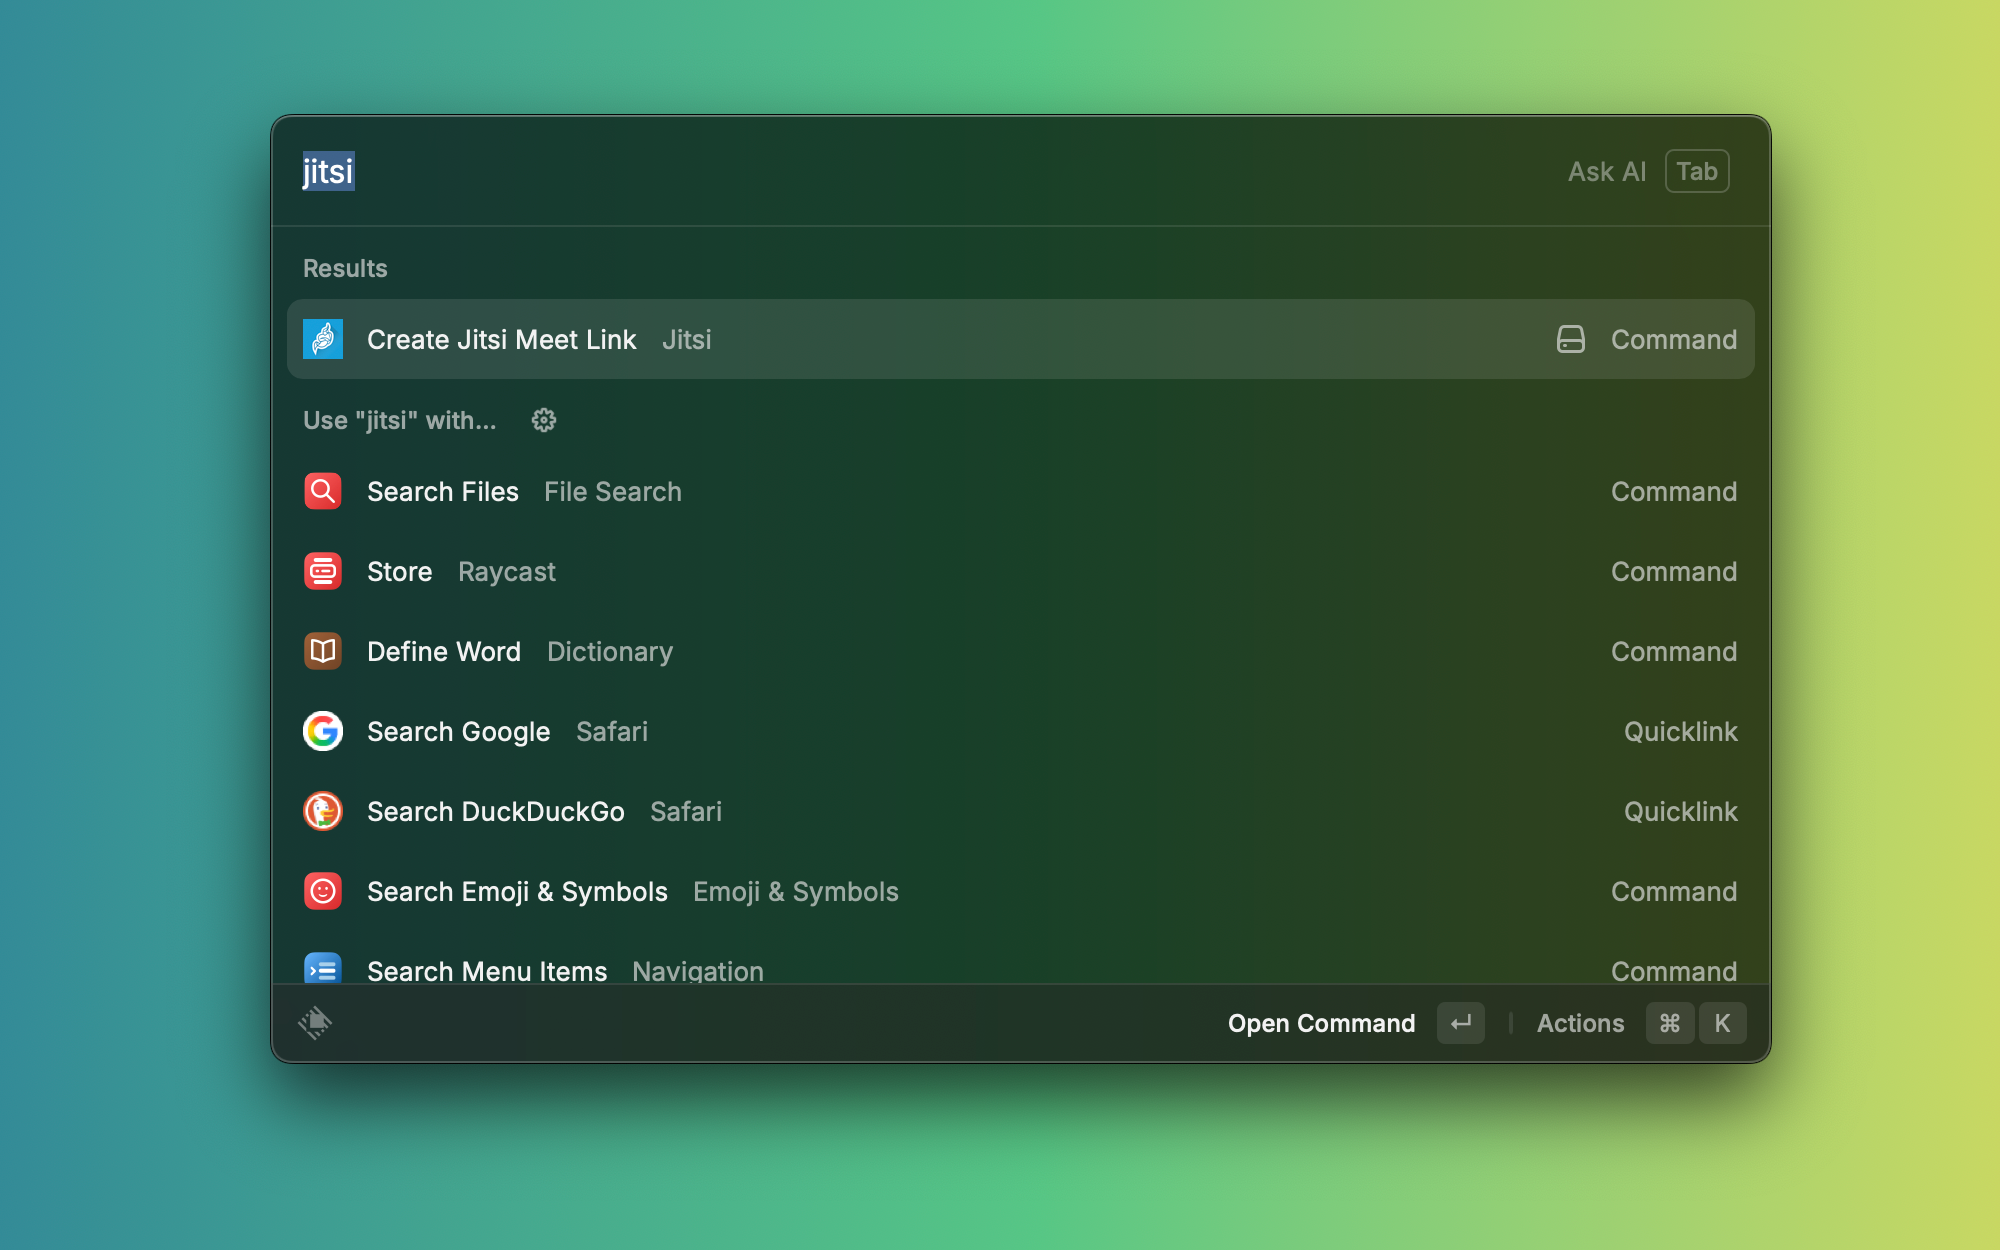 jitsi Ask AI Tab
Results
Create Jitsi Meet Link Jitsi Command
Use "jitsi" with...
Search Files File Search Command
Store Raycast Command
Define Word Dictionary Command
Search Google Safari Quicklink
Search DuckDuckGo Safari Quicklink
Search Emoji & Symbols Emoji & Symbols Command
Search Menu Items Navigation Command
Open Command ↵ Actions ⌘ K